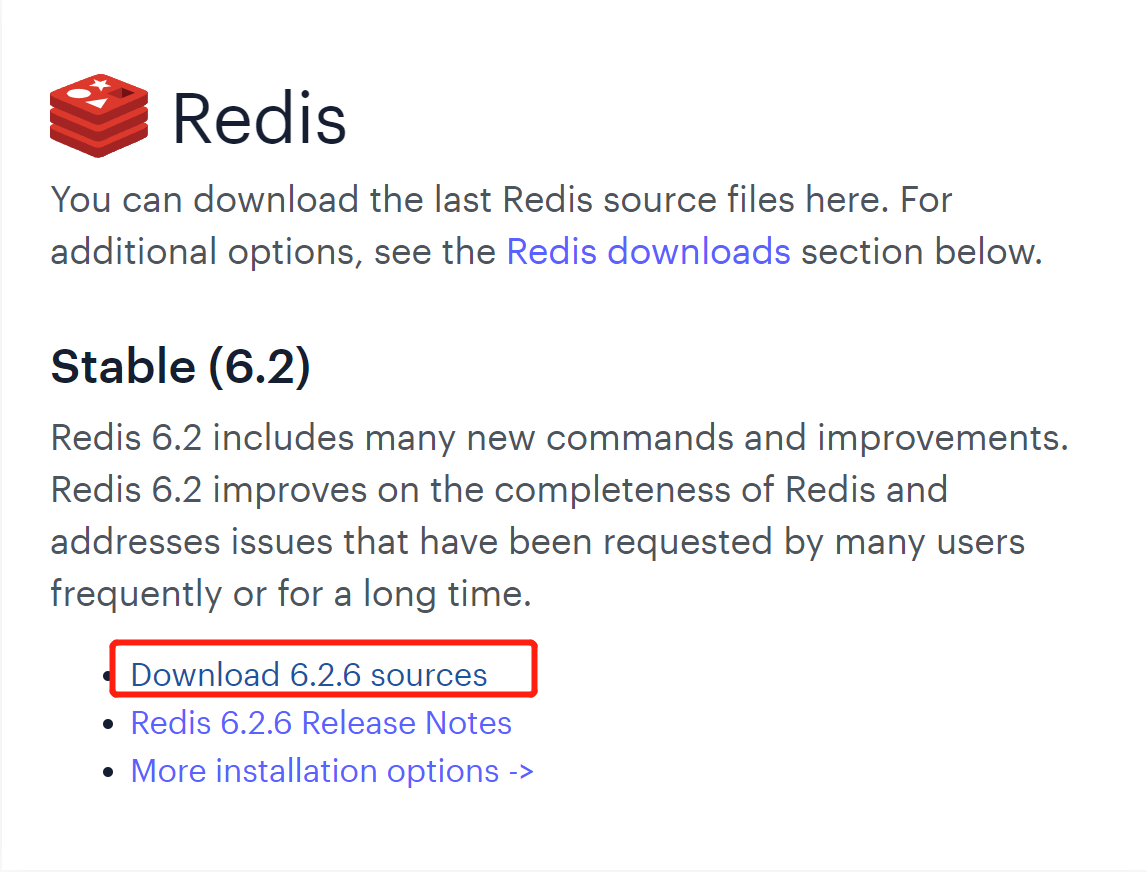 Redis
You can download the last Redis source files here. For
additional options, see the Redis downloads section below.
Stable (6.2)
Redis 6.2 includes many new commands and improvements.
Redis 6.2 improves on the completeness of Redis and
addresses issues that have been requested by many users
frequently or for a long time.
Download 6.2.6 sources
Redis 6.2.6 Release Notes
More installation options ->